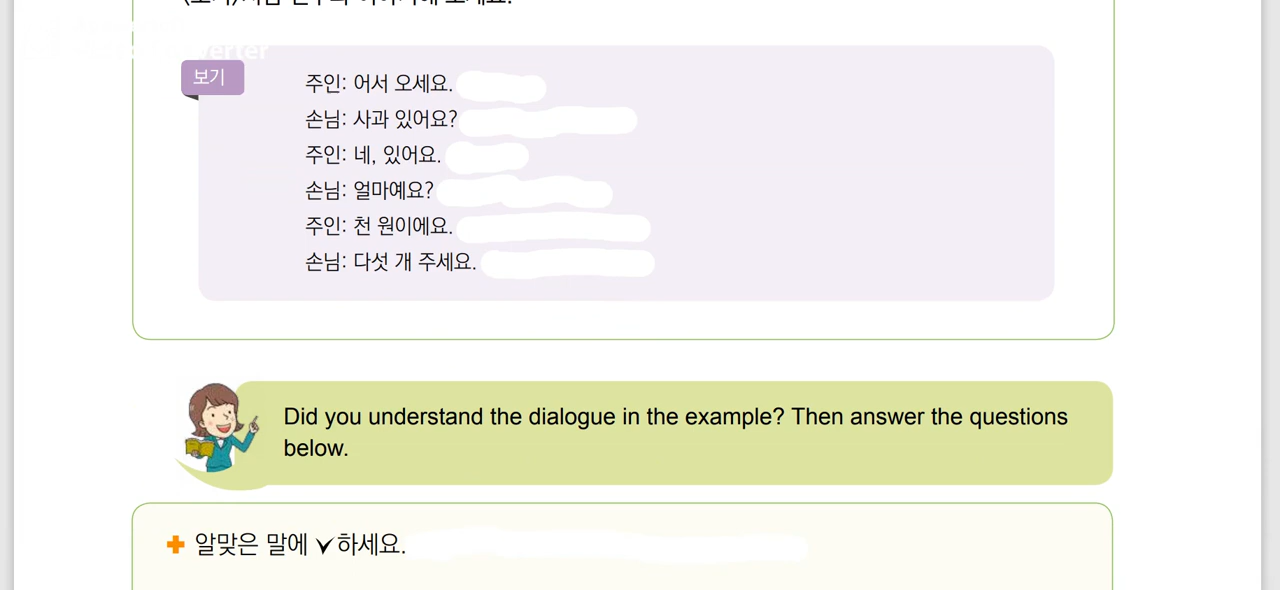 보기
주인: 어서 오세요.
손님: 사과 있어요?
주인: 네, 있어요.
손님: 얼마예요?
주인: 천 원이에요.
손님: 다섯 개 주세요.
Did you understand the dialogue in the example? Then answer the questions
below.
알맞은 말에 ✓하세요.